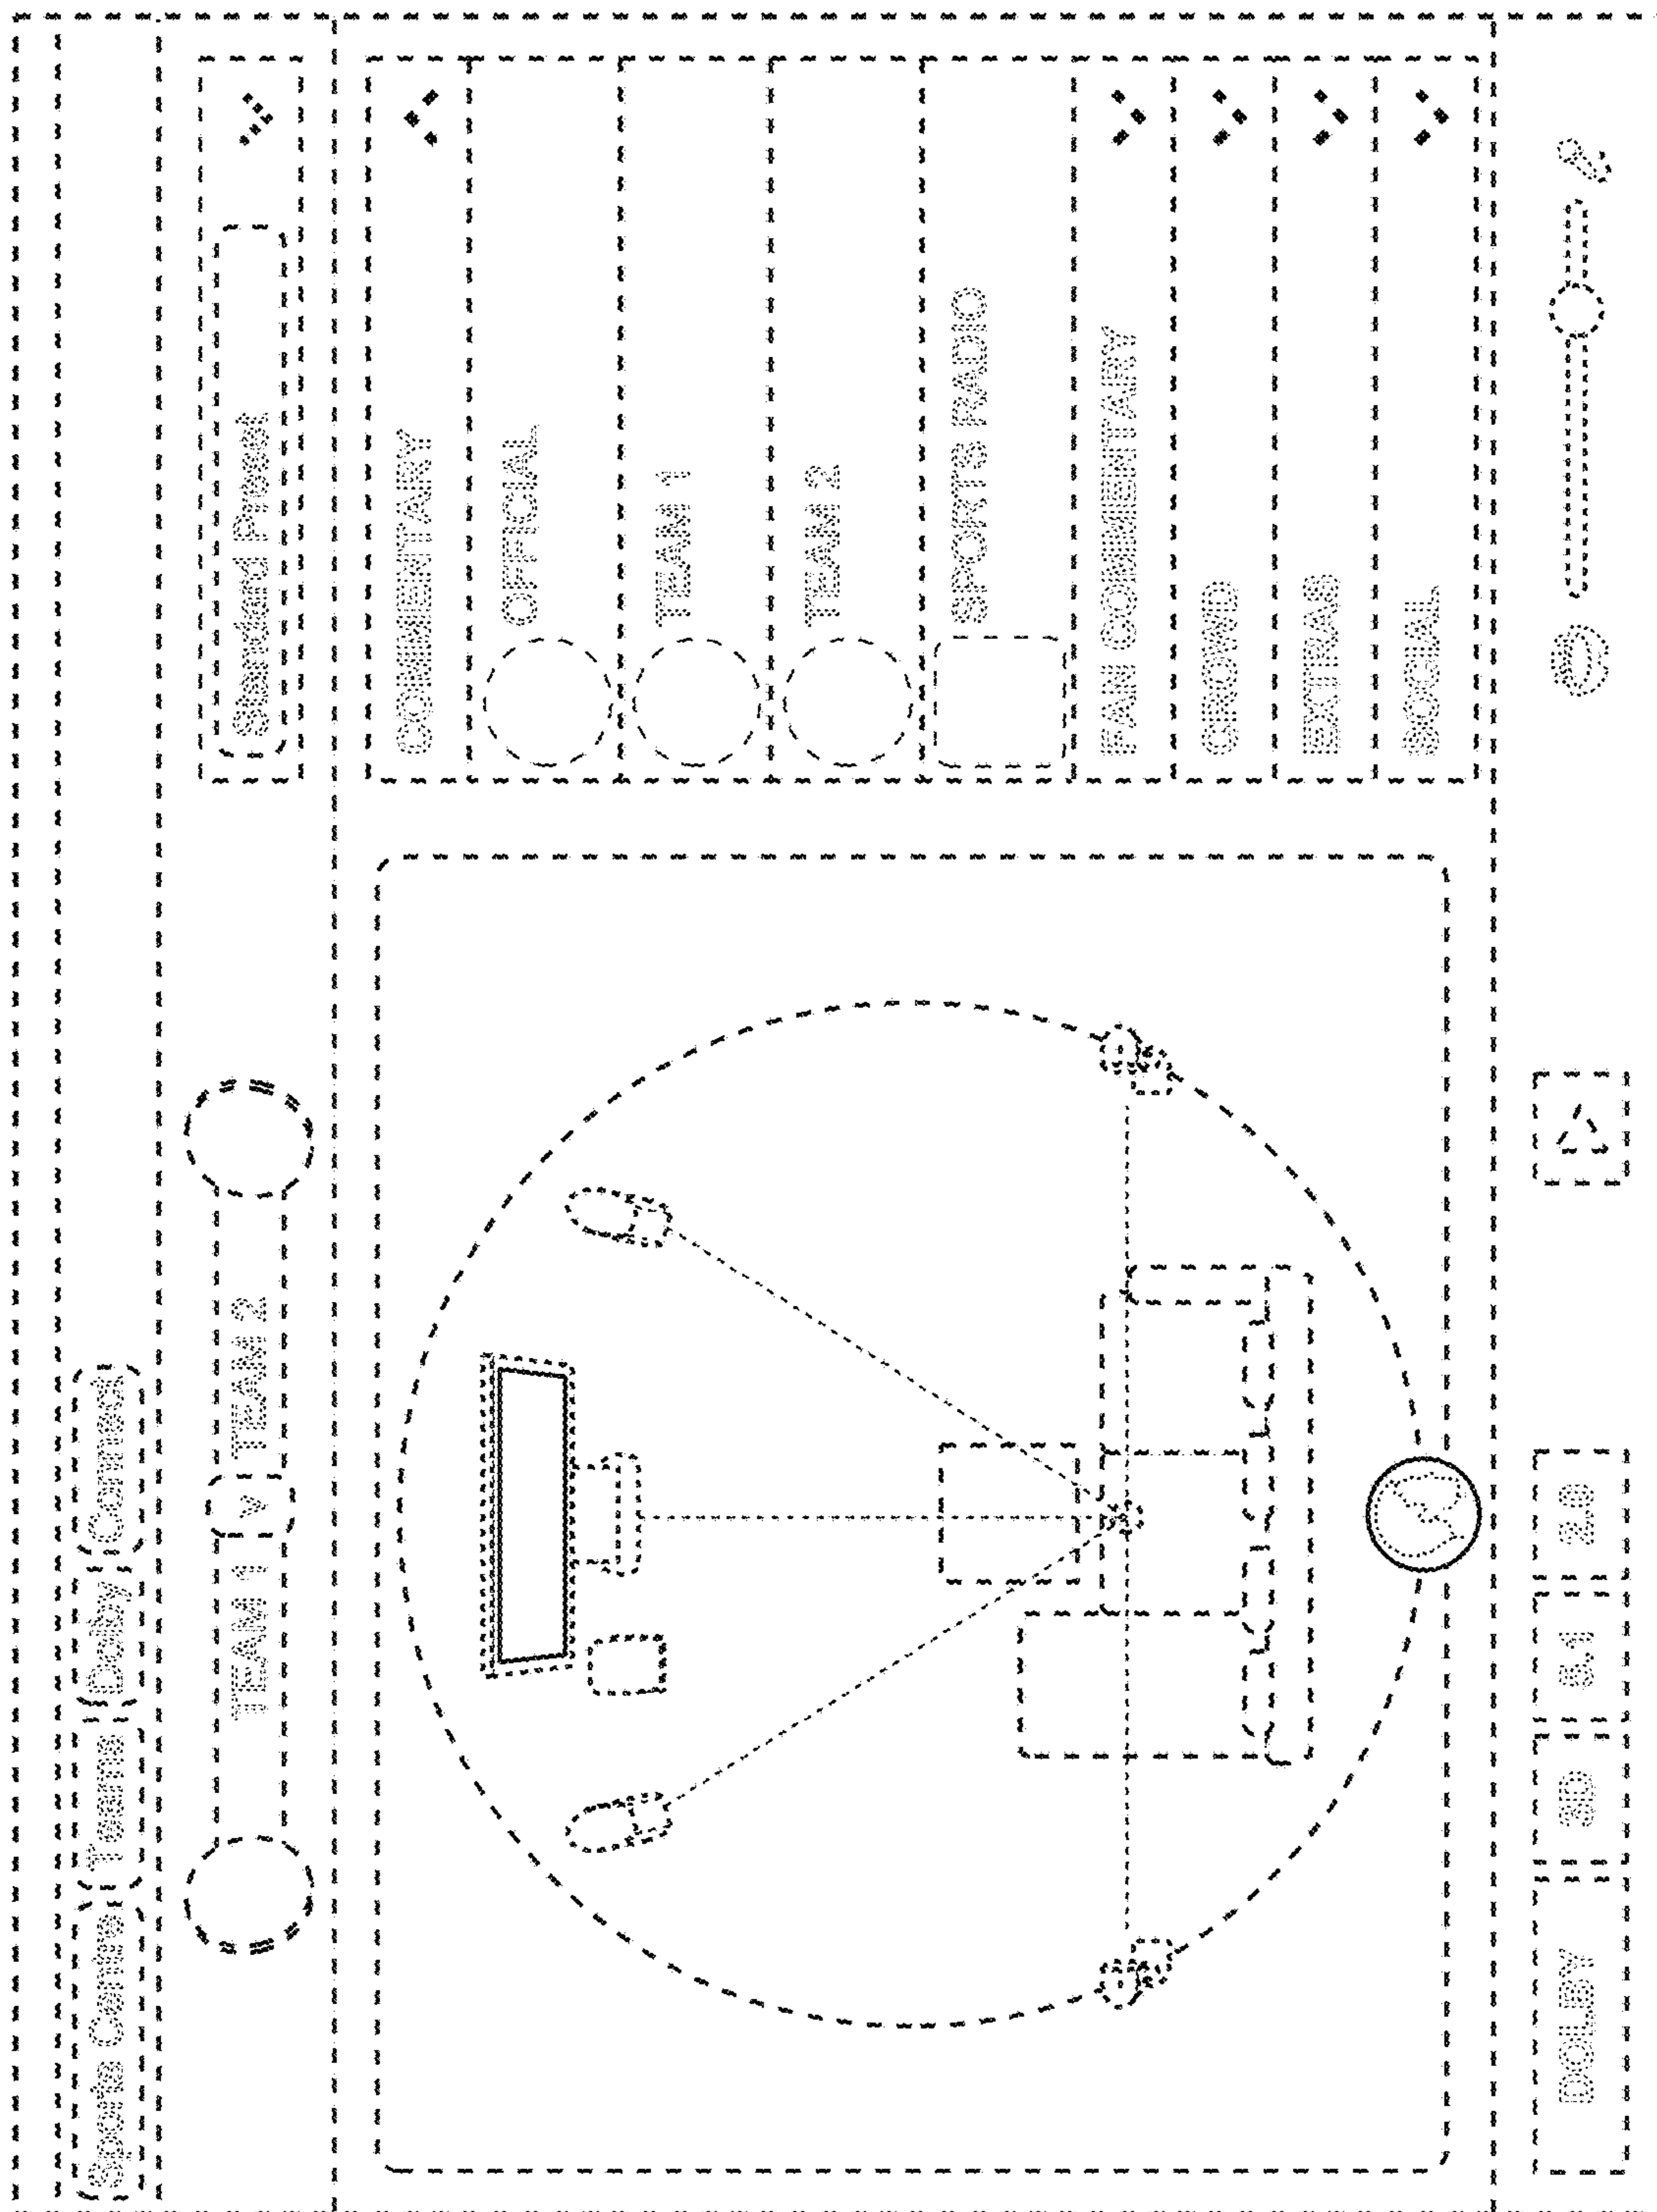 Sports Centre Teams Dolby Connect
TEAM 1 v TEAM 2
Standard Preset
COMMENTARY
OFFICIAL
TEAM 1
TEAM 2
SPORTS RADIO
FAN COMMENTARY
CROWD
EXTRAS
SOCIAL
DOLBY 3D 5.1 2.0